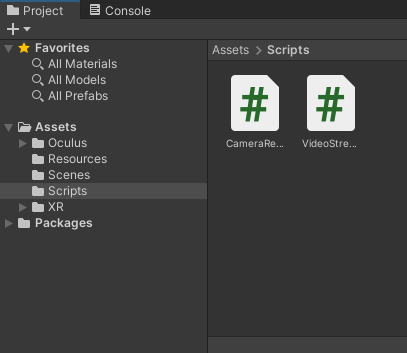 Project
Console
Favorites
All Materials
All Models
All Prefabs
Assets
Oculus
Resources
Scenes
Scripts
XR
Packages
Assets > Scripts
#
#
CameraRe...
VideoStre...